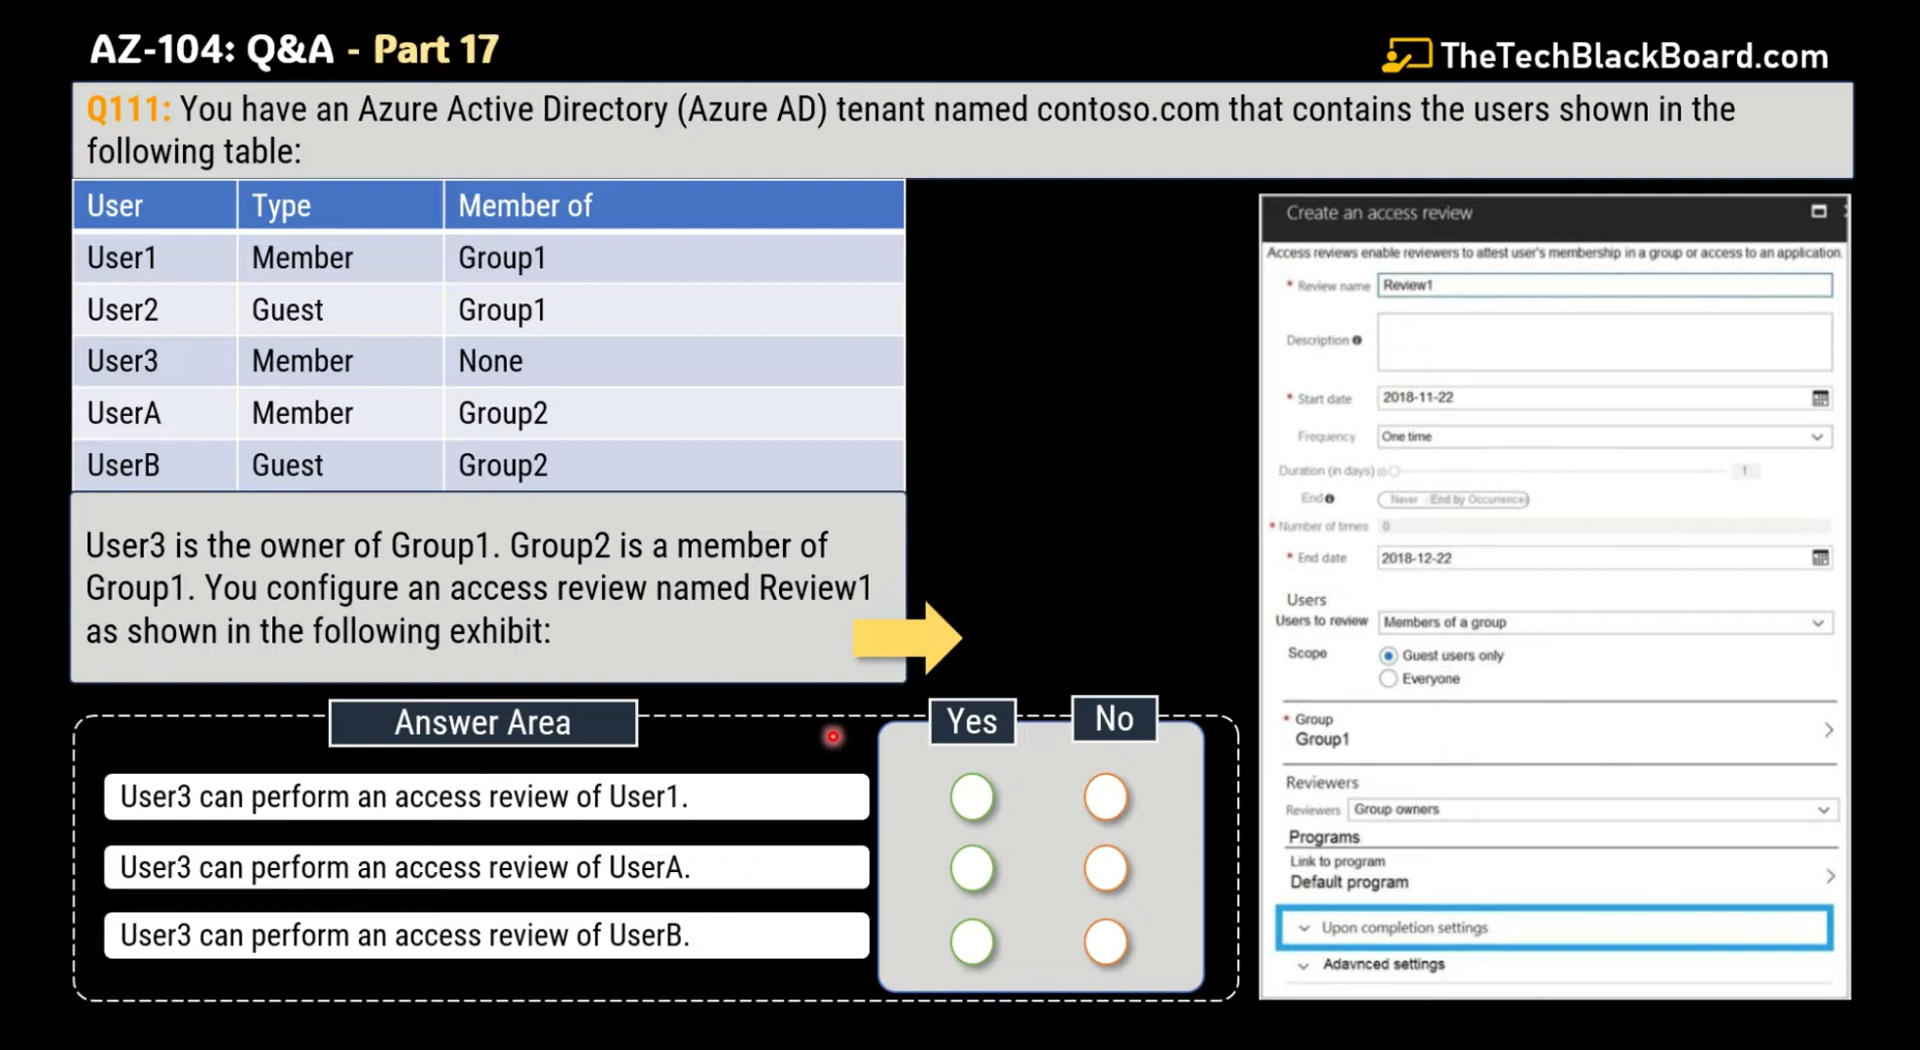 AZ-104: Q&A - Part 17
TheTechBlackBoard.com
Q111: You have an Azure Active Directory (Azure AD) tenant named contoso.com that contains the users shown in the
following table:
User Type Member of
User1 Member Group1
User2 Guest Group1
User3 Member None
UserA Member Group2
UserB Guest Group2
User3 is the owner of Group1. Group2 is a member of
Group1. You configure an access review named Review1
as shown in the following exhibit:
Answer Area
Yes
No
User3 can perform an access review of User1.
User3 can perform an access review of UserA.
User3 can perform an access review of UserB.
Create an access review
Access reviews enable reviewers to attest user's membership in a group or access to an application.
* Review name Review1
Description
* Start date 2018-11-22
Frequency One time
Duration (in days) 1
End Never End by Occurrences
* Number of times 0
* End date 2018-12-22
Users
Users to review Members of a group
Scope Guest users only
Everyone
* Group
Group1
Reviewers
Reviewers Group owners
Programs
Link to program
Default program
Upon completion settings
Adavnced settings